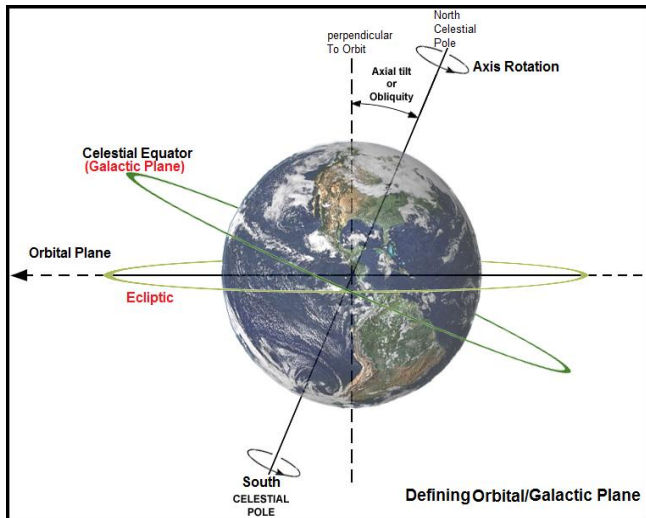 North
Celestial
Pole
perpendicular
To Orbit
Axial tilt
or
Obliquity
Axis Rotation
Celestial Equator
(Galactic Plane)
Orbital Plane
Ecliptic
South
CELESTIAL
POLE
Defining Orbital/Galactic Plane